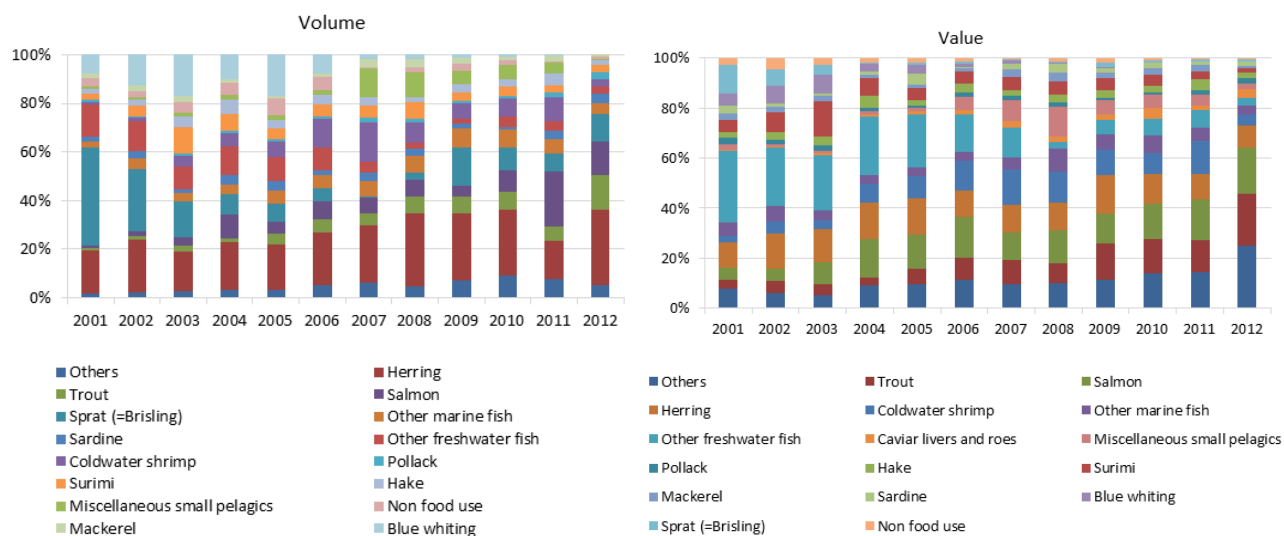 Volume
100%
80%
60%
40%
20%
0%
2001 2002 2003 2004 2005 2006 2007 2008 2009 2010 2011 2012
Others Herring
Trout Salmon
Sprat (=Brisling) Other marine fish
Sardine Other freshwater fish
Coldwater shrimp Pollack
Surimi Hake
Miscellaneous small pelagics Non food use
Mackerel Blue whiting
Value
100%
80%
60%
40%
20%
0%
2001 2002 2003 2004 2005 2006 2007 2008 2009 2010 2011 2012
Others Trout Salmon
Herring Coldwater shrimp Other marine fish
Other freshwater fish Caviar livers and roes Miscellaneous small pelagics
Pollack Hake Surimi
Mackerel Sardine Blue whiting
Sprat (=Brisling) Non food use